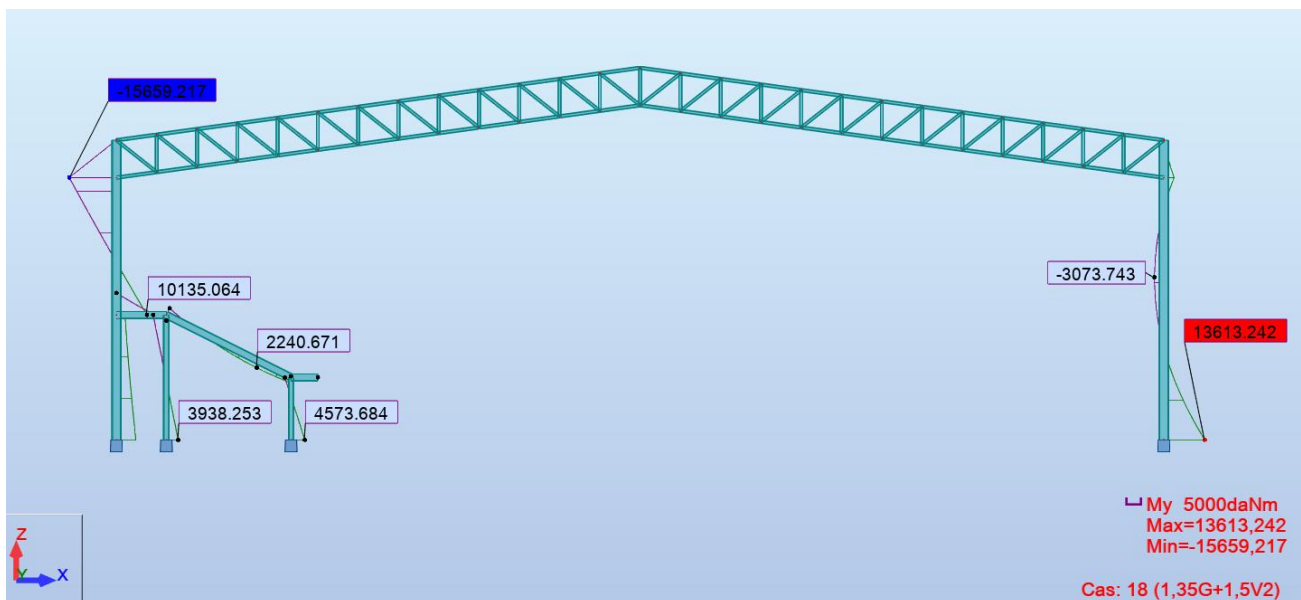 -15659.217
10135.064
-3073.743
13613.242
2240.671
3938.253
4573.684
My 5000daNm
Max=13613,242
Min=-15659,217
Cas: 18 (1,35G+1,5V2)
Z
Y
X